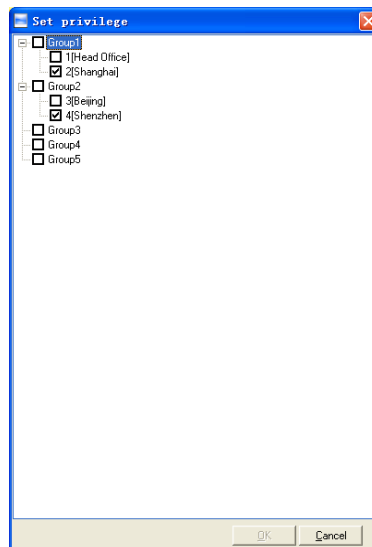 Set privilege
Group1
1[Head Office]
2[Shanghai]
Group2
3[Beijing]
4[Shenzhen]
Group3
Group4
Group5
OK Cancel